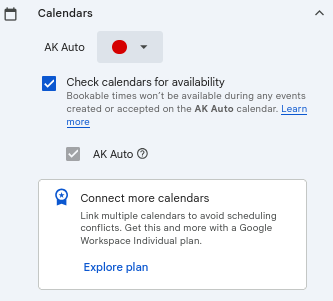 Calendars
AK Auto
Check calendars for availability
Bookable times won't be available during any events
created or accepted on the AK Auto calendar. Learn
more
AK Auto
Connect more calendars
Link multiple calendars to avoid scheduling
conflicts. Get this and more with a Google
Workspace Individual plan.
Explore plan